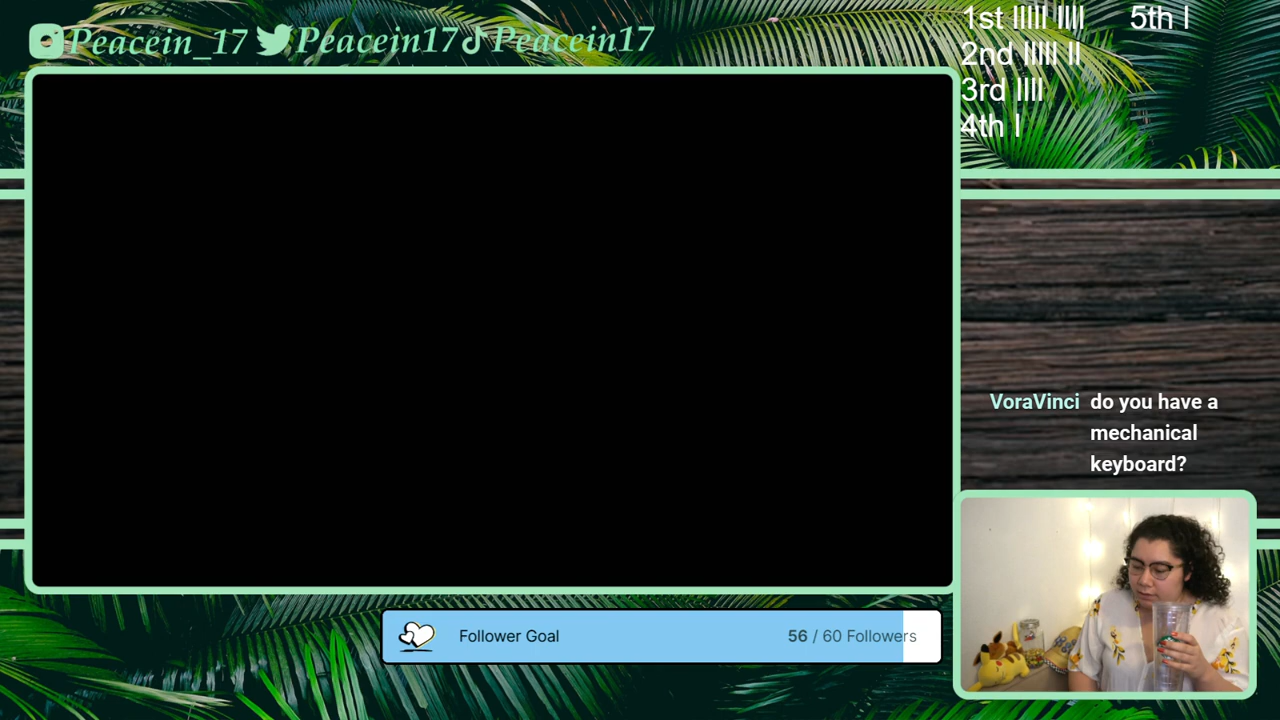 Peacein_17 Peacein17 Peacein17
1st IIIII IIII 5th I
2nd IIIII II
3rd IIII
4th I
VoraVinci do you have a
mechanical
keyboard?
Follower Goal 56 / 60 Followers